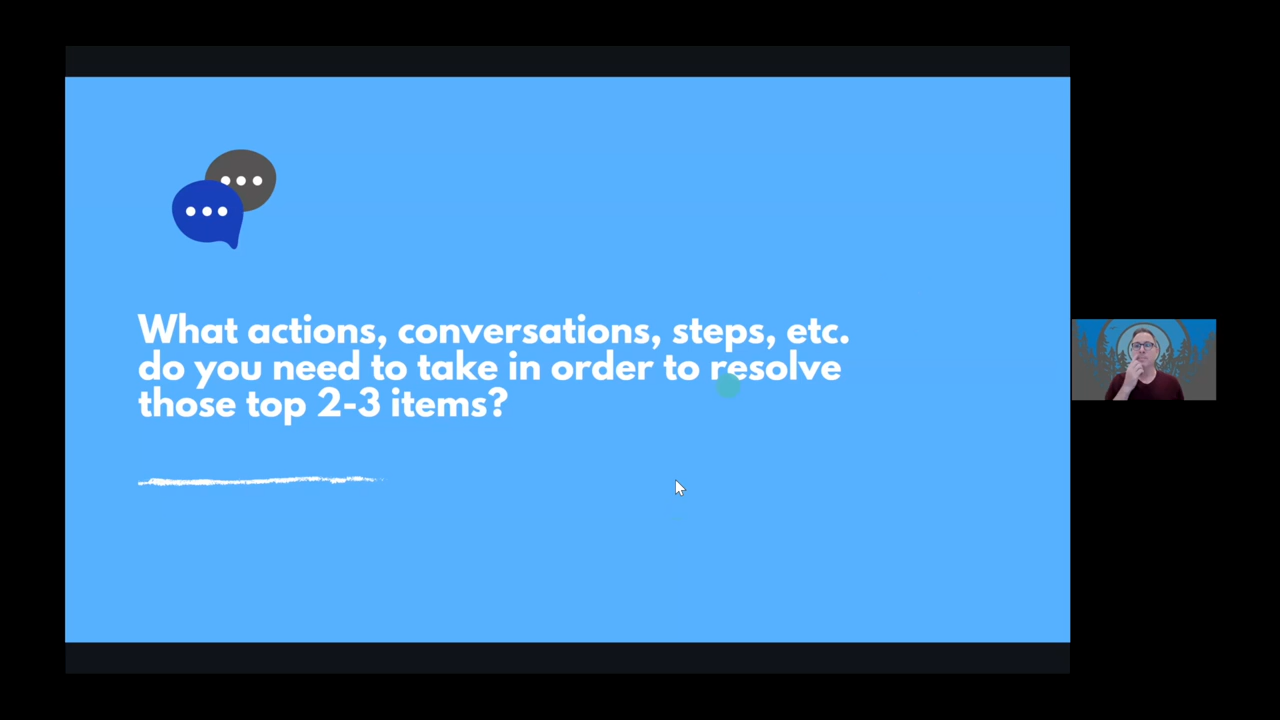 What actions, conversations, steps, etc.
do you need to take in order to resolve
those top 2-3 items?